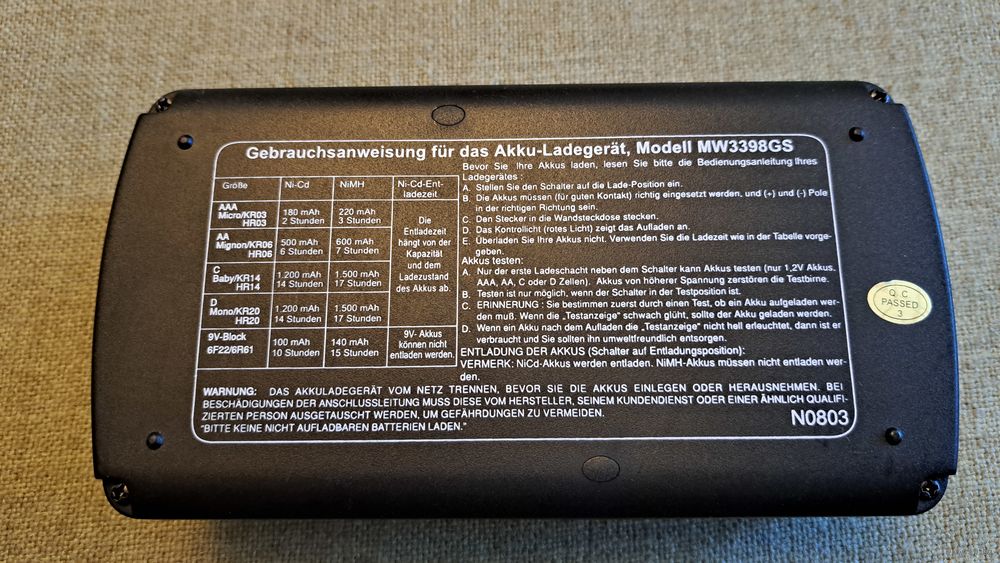 Gebrauchsanweisung für das Akku-Ladegerät, Modell MW3398GS
Größe Ni-Cd NiMH Ni-Cd-Ent-
ladezeit
AAA
Micro/KR03 180 mAh 220 mAh
HR03 2 Stunden 3 Stunden
AA
Mignon/KR06 500 mAh 600 mAh
HR06 6 Stunden 7 Stunden
C
Baby/KR14 1.200 mAh 1.500 mAh
HR14 14 Stunden 17 Stunden
D
Mono/KR20 1.200 mAh 1.500 mAh
HR20 14 Stunden 17 Stunden
Die
Entladezeit
hängt von der
Kapazität
und dem
Ladezustand
des Akkus ab.
9V-Block 100 mAh 140 mAh
6F22/6R61 10 Stunden 15 Stunden
9V- Akkus
können nicht
entladen werden.
Bevor Sie Ihre Akkus laden, lesen Sie bitte die Bedienungsanleitung Ihres
Ladegerätes :
A. Stellen Sie den Schalter auf die Lade-Position ein.
B. Die Akkus müssen (für guten Kontakt) richtig eingesetzt werden, und (+) und (-) Pole
in der richtigen Richtung sein.
C. Den Stecker in die Wandsteckdose stecken.
D. Das Kontrollicht (rotes Licht) zeigt das Aufladen an.
E. Überladen Sie Ihre Akkus nicht. Verwenden Sie die Ladezeit wie in der Tabelle vorge-
geben.
Akkus testen:
A. Nur der erste Ladeschacht neben dem Schalter kann Akkus testen (nur 1,2V Akkus.
AAA, AA, C oder D Zellen). Akkus von höherer Spannung zerstören die Testbirne.
B. Testen ist nur möglich, wenn der Schalter in der Testposition ist.
C. ERINNERUNG : Sie bestimmen zuerst durch einen Test, ob ein Akku aufgeladen wer-
den muß. Wenn die „Testanzeige" schwach glüht, sollte der Akku geladen werden.
D. Wenn ein Akku nach dem Aufladen die „Testanzeige" nicht hell erleuchtet, dann ist er
verbraucht und Sie sollten ihn umweltfreundlich entsorgen.
ENTLADUNG DER AKKUS (Schalter auf Entladungsposition):
VERMERK: NiCd-Akkus werden entladen. NiMH-Akkus müssen nicht entladen wer-
den.
WARNUNG: DAS AKKULADEGERÄT VOM NETZ TRENNEN, BEVOR SIE DIE AKKUS EINLEGEN ODER HERAUSNEHMEN. BEI
BESCHÄDIGUNGEN DER ANSCHLUSSLEITUNG MUSS DIESE VOM HERSTELLER, SEINEM KUNDENDIENST ODER EINER ÄHNLICH QUALIFI-
ZIERTEN PERSON AUSGETAUSCHT WERDEN, UM GEFÄHRDUNGEN ZU VERMEIDEN.
"BITTE KEINE NICHT AUFLADBAREN BATTERIEN LADEN."
N0803
Q.C.
PASSED
3